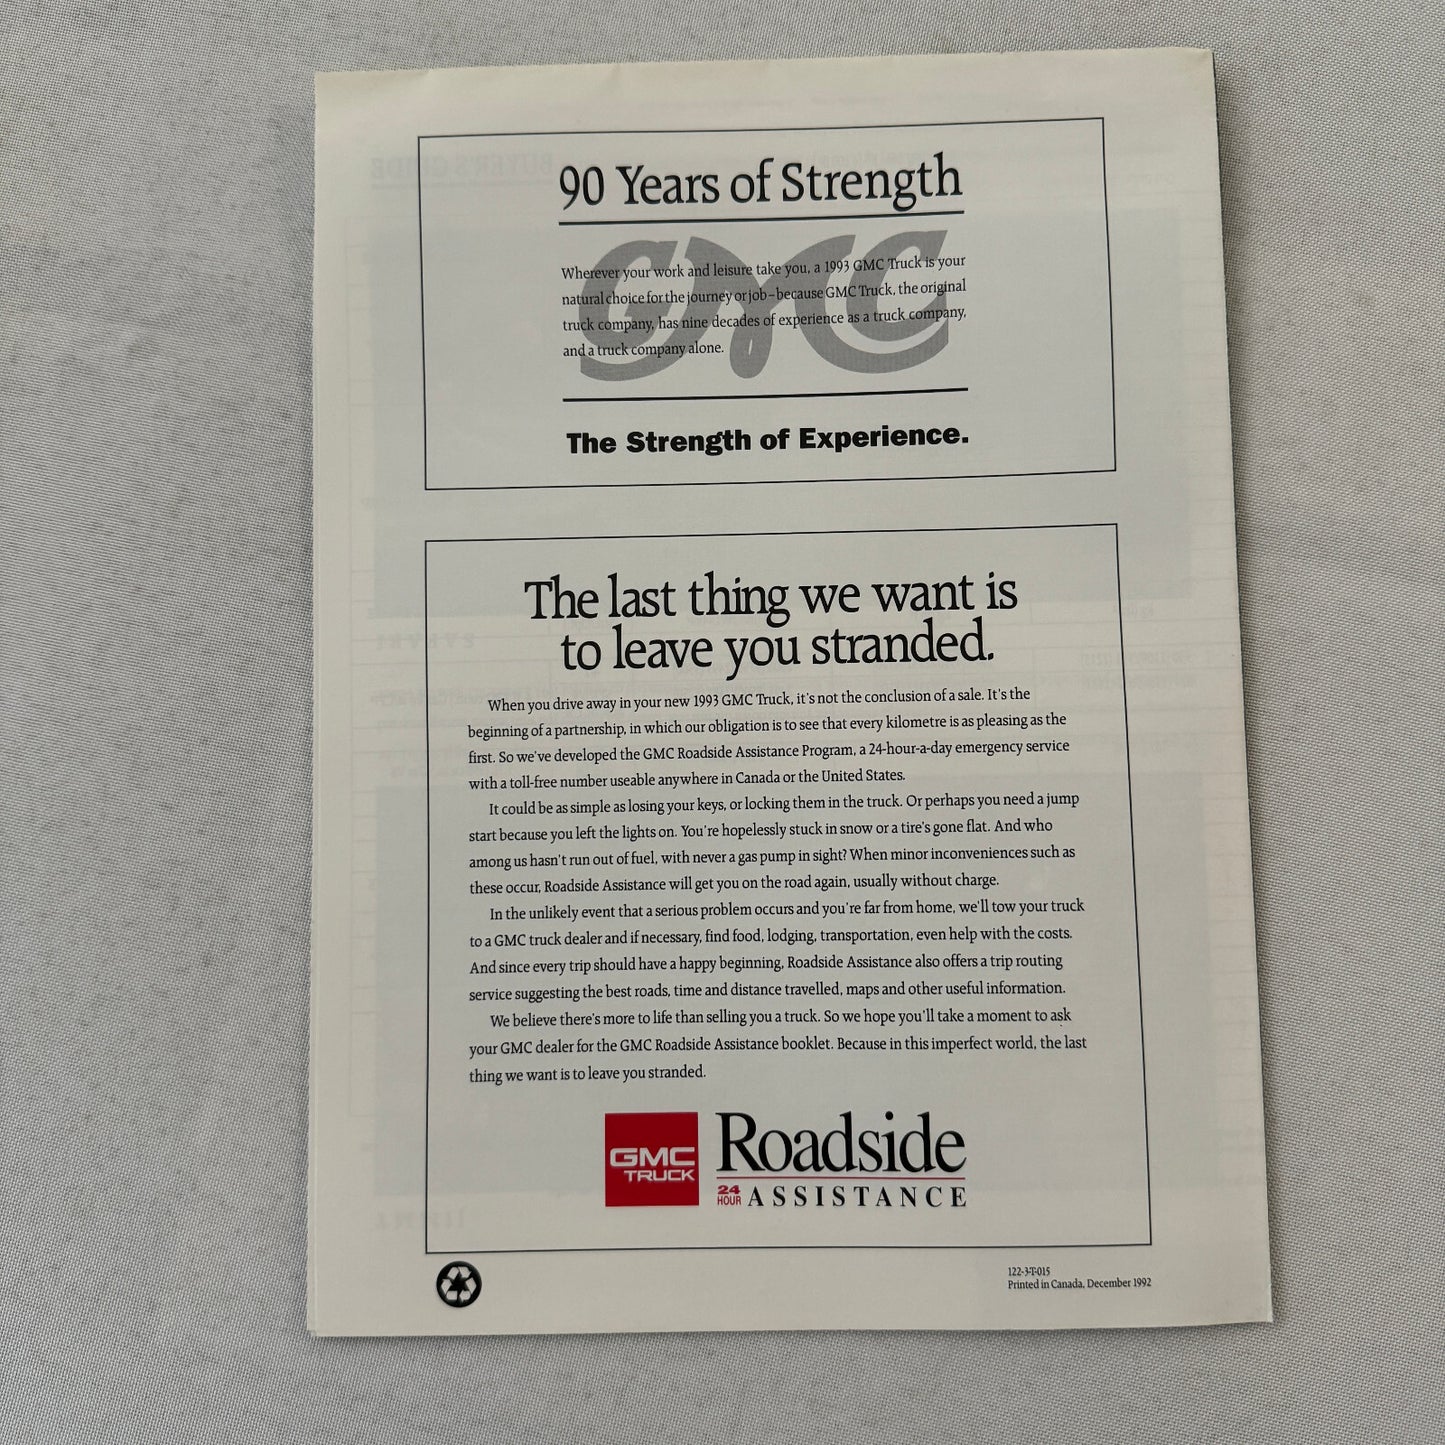 90 Years of Strength
GMC
Wherever your work and leisure take you, a 1993 GMC Truck is your
natural choice for the journey or job–because GMC Truck, the original
truck company, has nine decades of experience as a truck company,
and a truck company alone.
The Strength of Experience.
The last thing we want is
to leave you stranded.
When you drive away in your new 1993 GMC Truck, it's not the conclusion of a sale. It's the
beginning of a partnership, in which our obligation is to see that every kilometre is as pleasing as the
first. So we've developed the GMC Roadside Assistance Program, a 24-hour-a-day emergency service
with a toll-free number useable anywhere in Canada or the United States.
It could be as simple as losing your keys, or locking them in the truck. Or perhaps you need a jump
start because you left the lights on. You're hopelessly stuck in snow or a tire's gone flat. And who
among us hasn't run out of fuel, with never a gas pump in sight? When minor inconveniences such as
these occur, Roadside Assistance will get you on the road again, usually without charge.
In the unlikely event that a serious problem occurs and you're far from home, we'll tow your truck
to a GMC truck dealer and if necessary, find food, lodging, transportation, even help with the costs.
And since every trip should have a happy beginning, Roadside Assistance also offers a trip routing
service suggesting the best roads, time and distance travelled, maps and other useful information.
We believe there's more to life than selling you a truck. So we hope you'll take a moment to ask
your GMC dealer for the GMC Roadside Assistance booklet. Because in this imperfect world, the last
thing we want is to leave you stranded.
GMC
TRUCK
Roadside
24
HOUR ASSISTANCE
122-3-T-015
Printed in Canada, December 1992